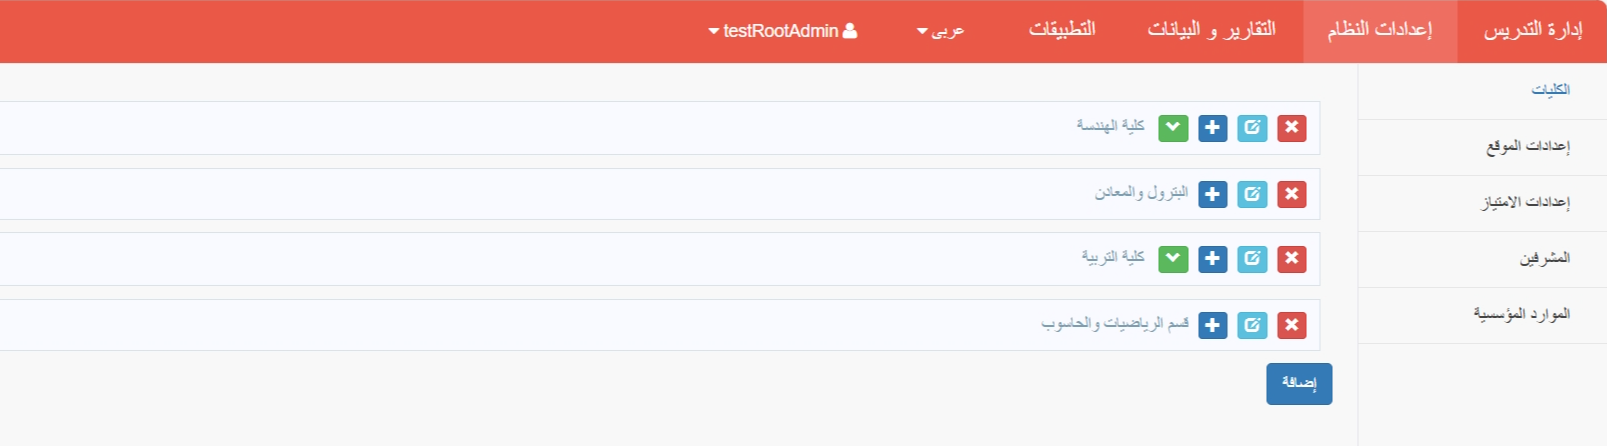 إدارة التدريس
إعدادات النظام
التقارير و البيانات
التطبيقات
عربى
testRootAdmin
الكليات
إعدادات الموقع
إعدادات الامتياز
المشرفين
الموارد المؤسسية
كلية الهندسة
البترول والمعادن
كلية التربية
قسم الرياضيات والحاسوب
إضافة